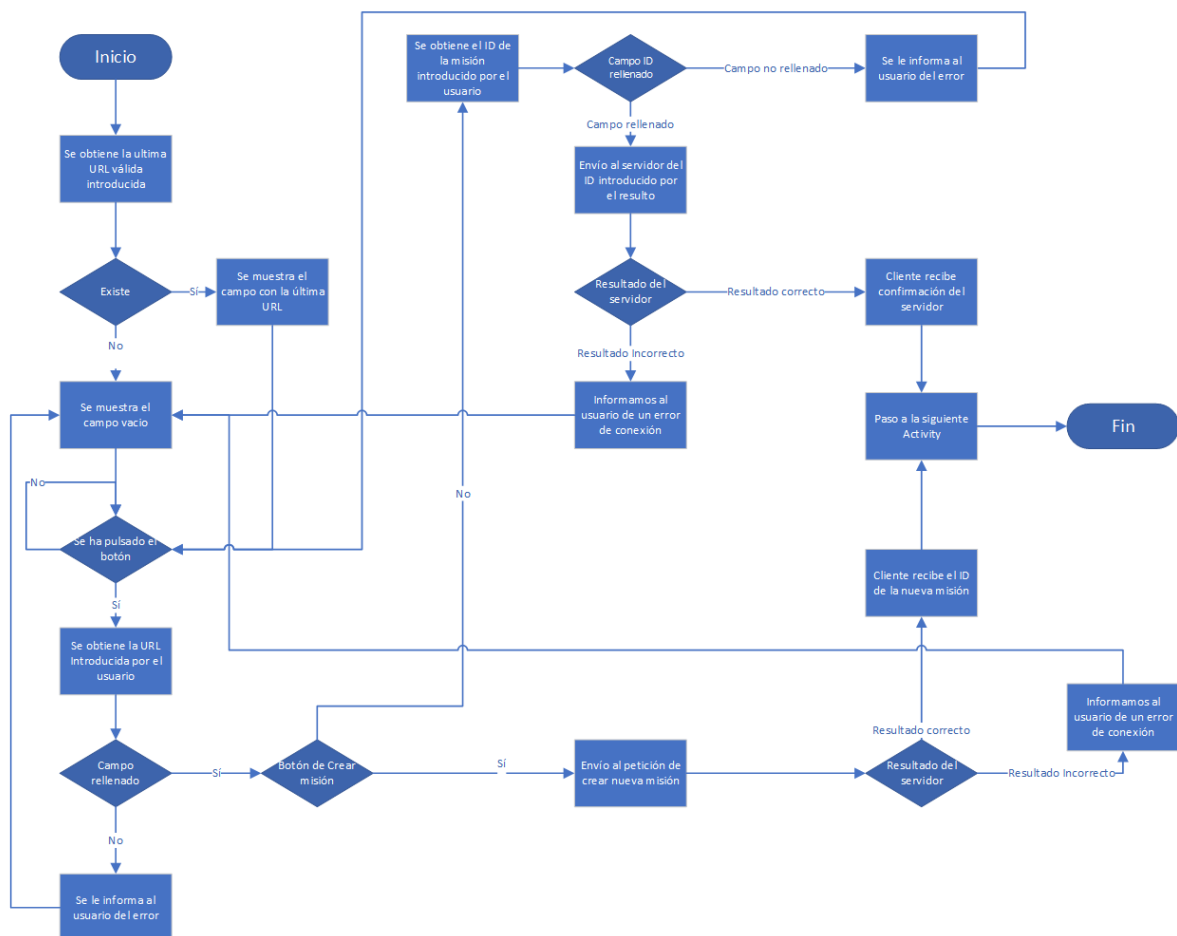 Inicio
Se obtiene la ultima
URL válida
introducida
Existe
Sí
Se muestra el
campo con la última
URL
No
Se muestra el
campo vacio
No
Se ha pulsado el
botón
Sí
Se obtiene la URL
Introducida por el
usuario
Campo
rellenado
Sí
No
Se le informa al
usuario del error
Botón de Crear
misión
No
Sí
Se obtiene el ID de
la misión
introducido por el
usuario
Campo ID
rellenado
Campo no rellenado
Se le informa al
usuario del error
Campo rellenado
Envío al servidor del
ID introducido por
el resulto
Resultado del
servidor
Resultado correcto
Cliente recibe
confirmación del
servidor
Resultado Incorrecto
Informamos al
usuario de un error
de conexión
Paso a la siguiente
Activity
Fin
Cliente recibe el ID
de la nueva misión
Envío al petición de
crear nueva misión
Resultado del
servidor
Resultado correcto
Resultado Incorrecto
Informamos al
usuario de un error
de conexión